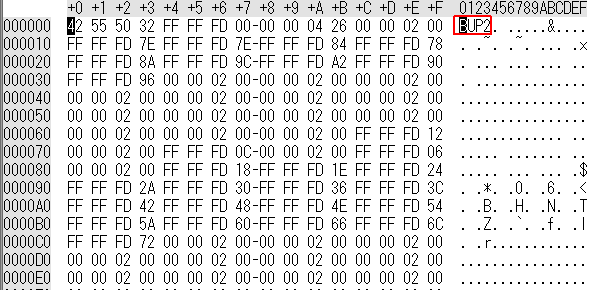 +0 +1 +2 +3 +4 +5 +6 +7 +8 +9 +A +B +C +D +E +F 0123456789ABCDEF
000000 42 55 50 32 FF FF FD 00-00 00 04 26 00 00 02 00 BUP2.......&....
000010 FF FF FD 7E FF FF FD 7E-FF FF FD 84 FF FF FD 78 ...~...~.......x
000020 FF FF FD 8A FF FF FD 9C-FF FF FD A2 FF FF FD 90 ................
000030 FF FF FD 96 00 00 02 00-00 00 02 00 00 00 02 00 ................
000040 00 00 02 00 00 00 02 00-00 00 02 00 00 00 02 00 ................
000050 00 00 02 00 00 00 02 00-00 00 02 00 00 00 02 00 ................
000060 00 00 02 00 00 00 02 00-00 00 02 00 FF FF FD 12 ................
000070 00 00 02 00 FF FF FD 0C-00 00 02 00 FF FF FD 06 ................
000080 00 00 02 00 FF FF FD 18-FF FF FD 1E FF FF FD 24 ...............$
000090 FF FF FD 2A FF FF FD 30-FF FF FD 36 FF FF FD 3C ...*...0...6...<
0000A0 FF FF FD 42 FF FF FD 48-FF FF FD 4E FF FF FD 54 ...B...H...N...T
0000B0 FF FF FD 5A FF FF FD 60-FF FF FD 66 FF FF FD 6C ...Z...`...f...l
0000C0 FF FF FD 72 00 00 02 00-00 00 02 00 00 00 02 00 ...r............
0000D0 00 00 02 00 00 00 02 00-00 00 02 00 00 00 02 00 ................
0000E0 00 00 02 00 00 00 02 00-00 00 02 00 00 00 02 00 ................